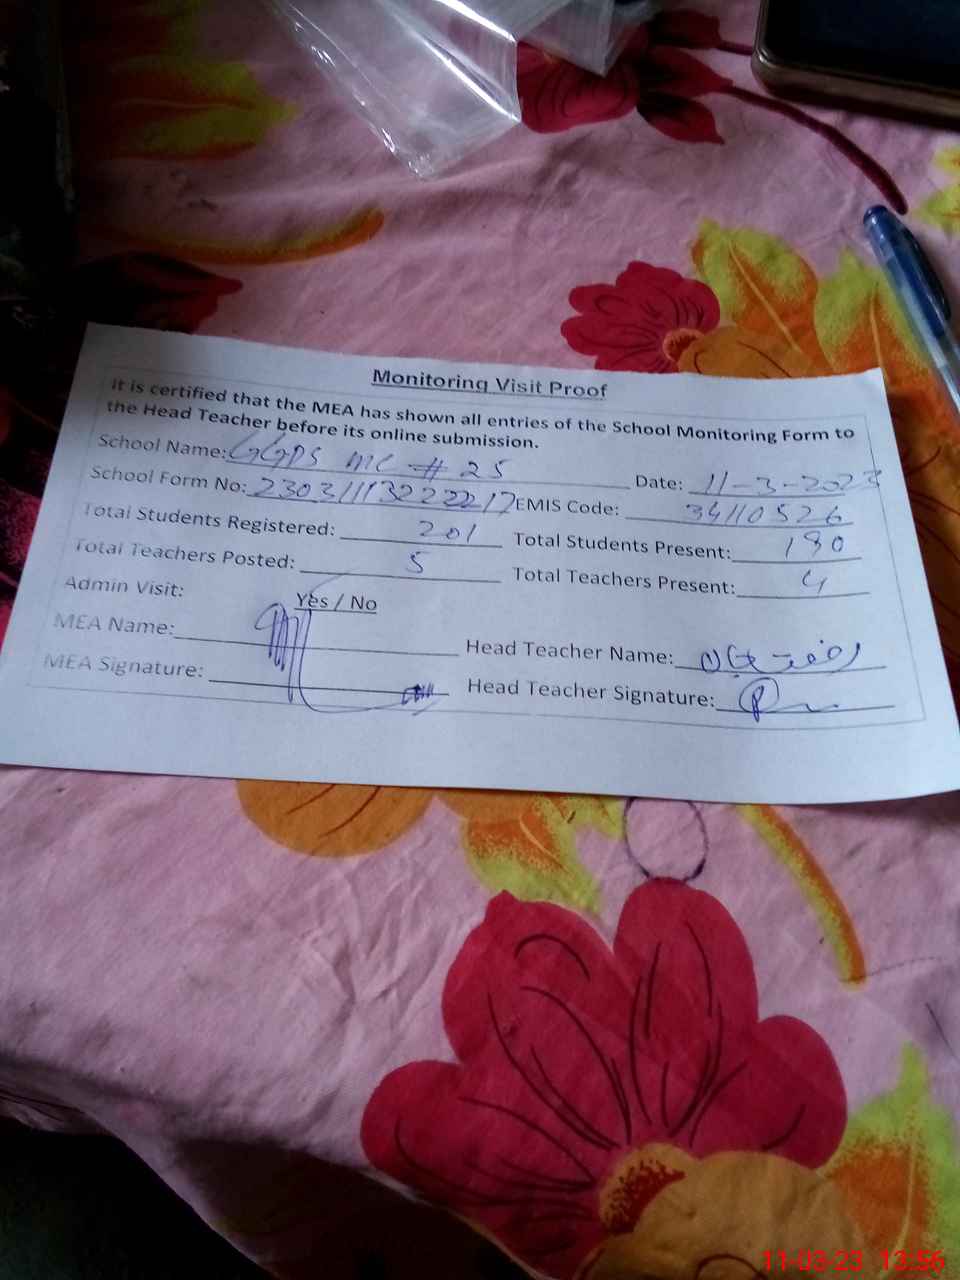 Monitoring Visit Proof
It is certified that the MEA has shown all entries of the School Monitoring Form to
the Head Teacher before its online submission.
School Name: GGPS MC # 25 Date: 11-3-2023
School Form No: EMIS Code: 34110526
Total Students Registered: 201 Total Students Present: 190
Total Teachers Posted: 5 Total Teachers Present: 4
Admin Visit: Yes / No
MEA Name: Head Teacher Name:
MEA Signature: Head Teacher Signature:
11-03-23 13:56